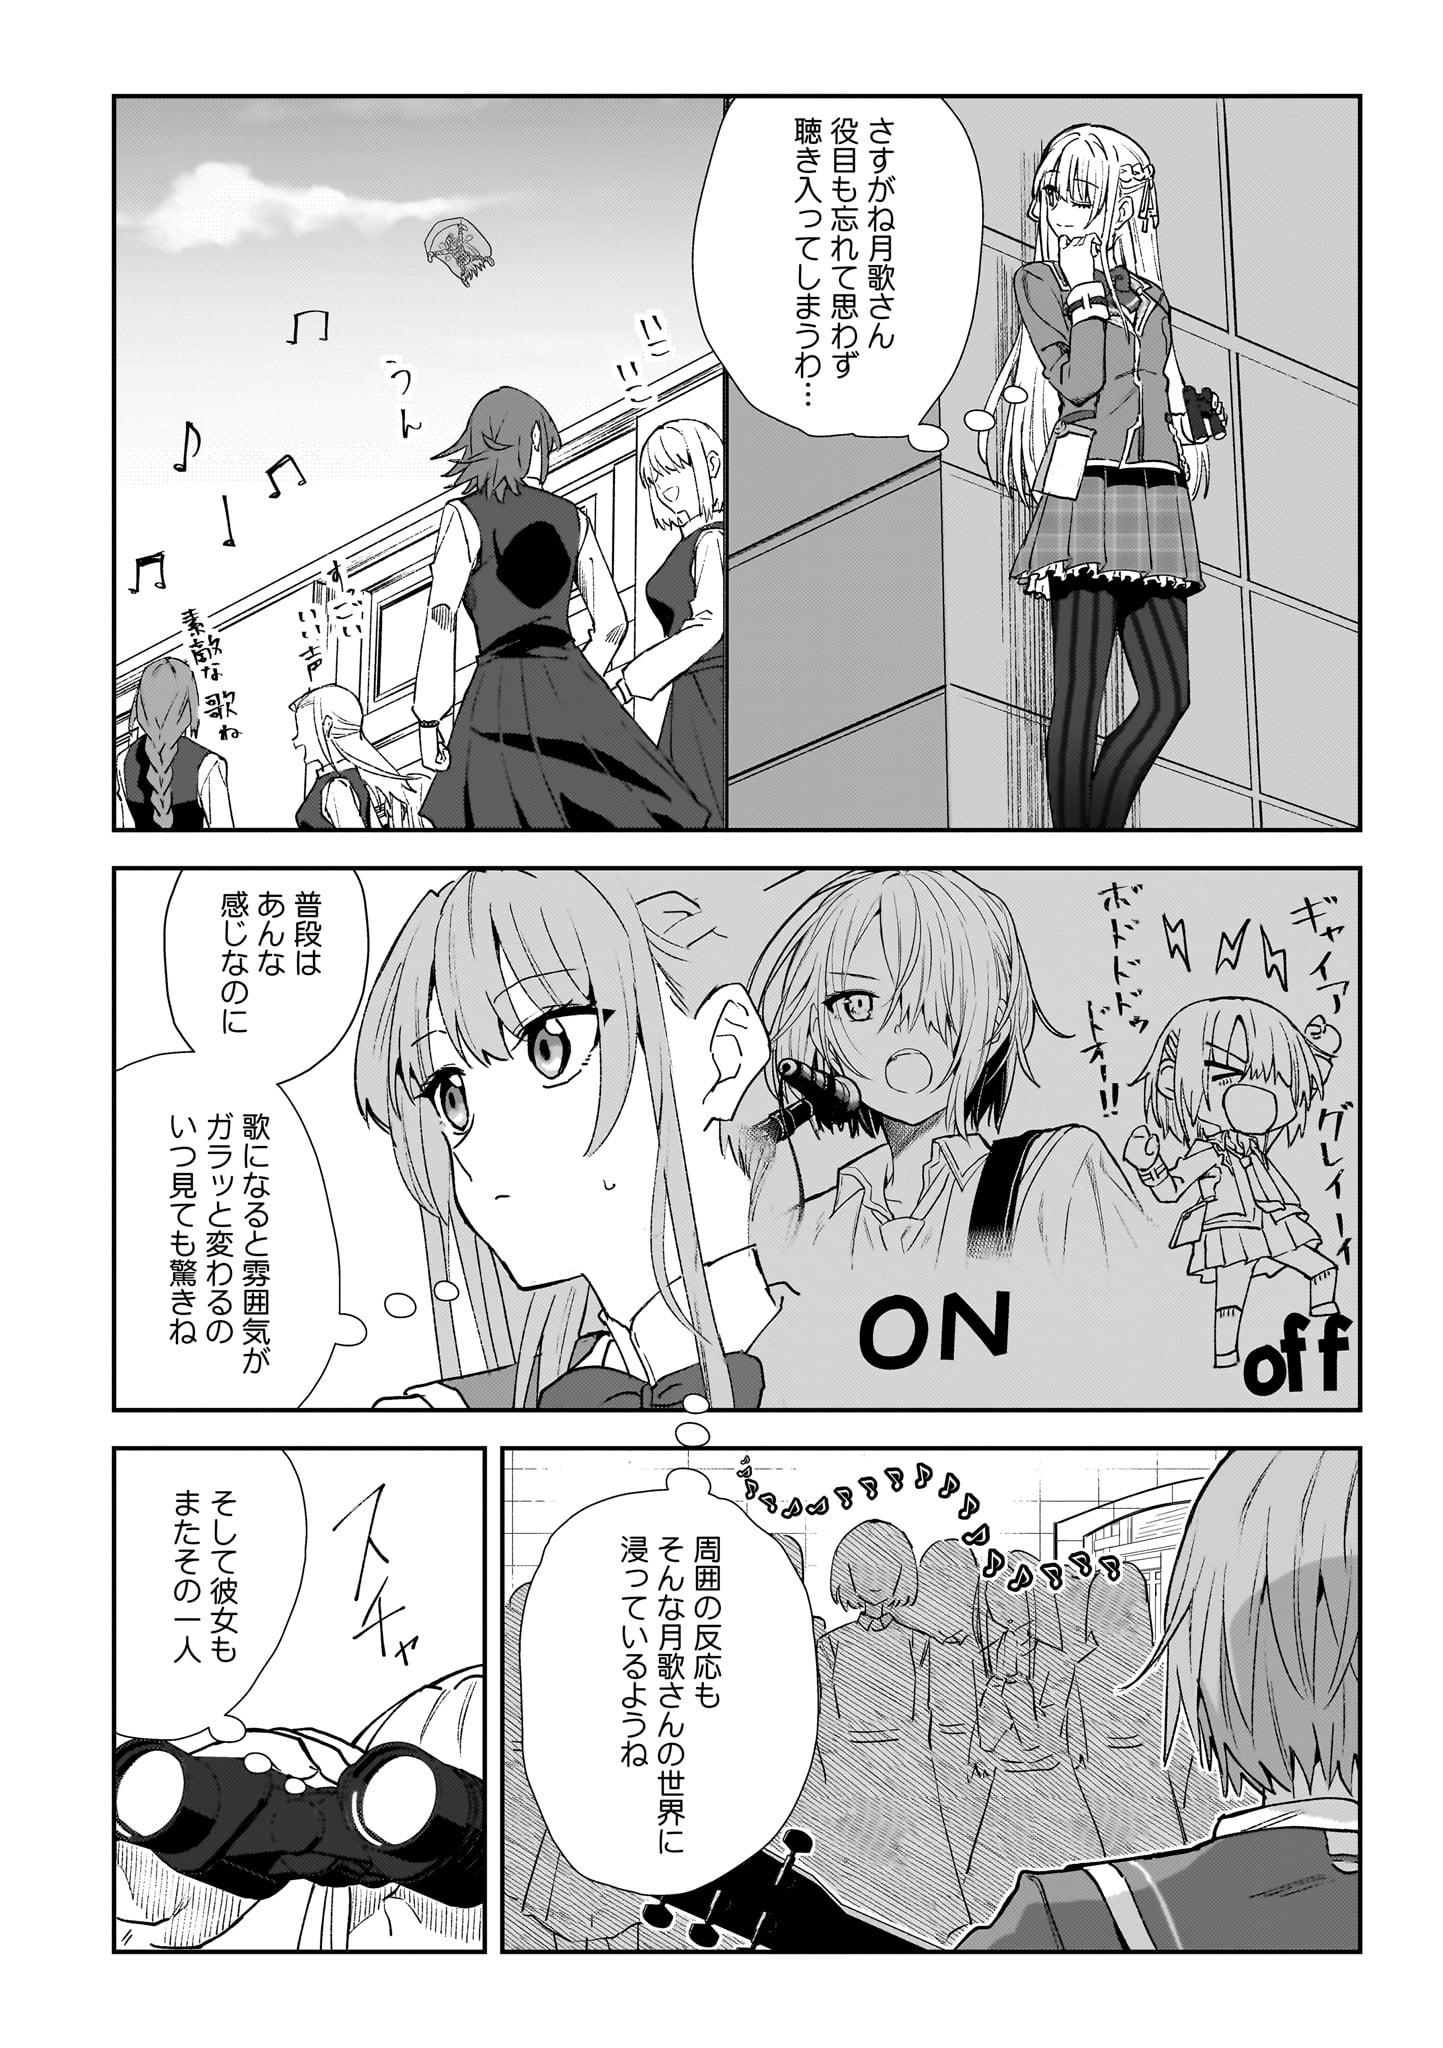 さすがね月歌さん
役目も忘れて思わず
聴き入ってしまうわ…
ニコ
ニコ
うん
すっごい
いい声
素敵な
歌ね
ギャイアー
グレイーイ
ボドドドゥ
ドオー!!
off
ON
普段は
あんな
感じなのに
歌になると雰囲気が
ガラッと変わるの
いつ見ても驚きね
周囲の反応も
そんな月歌さんの世界に
浸っているようね
スチャ
そして彼女も
またその一人